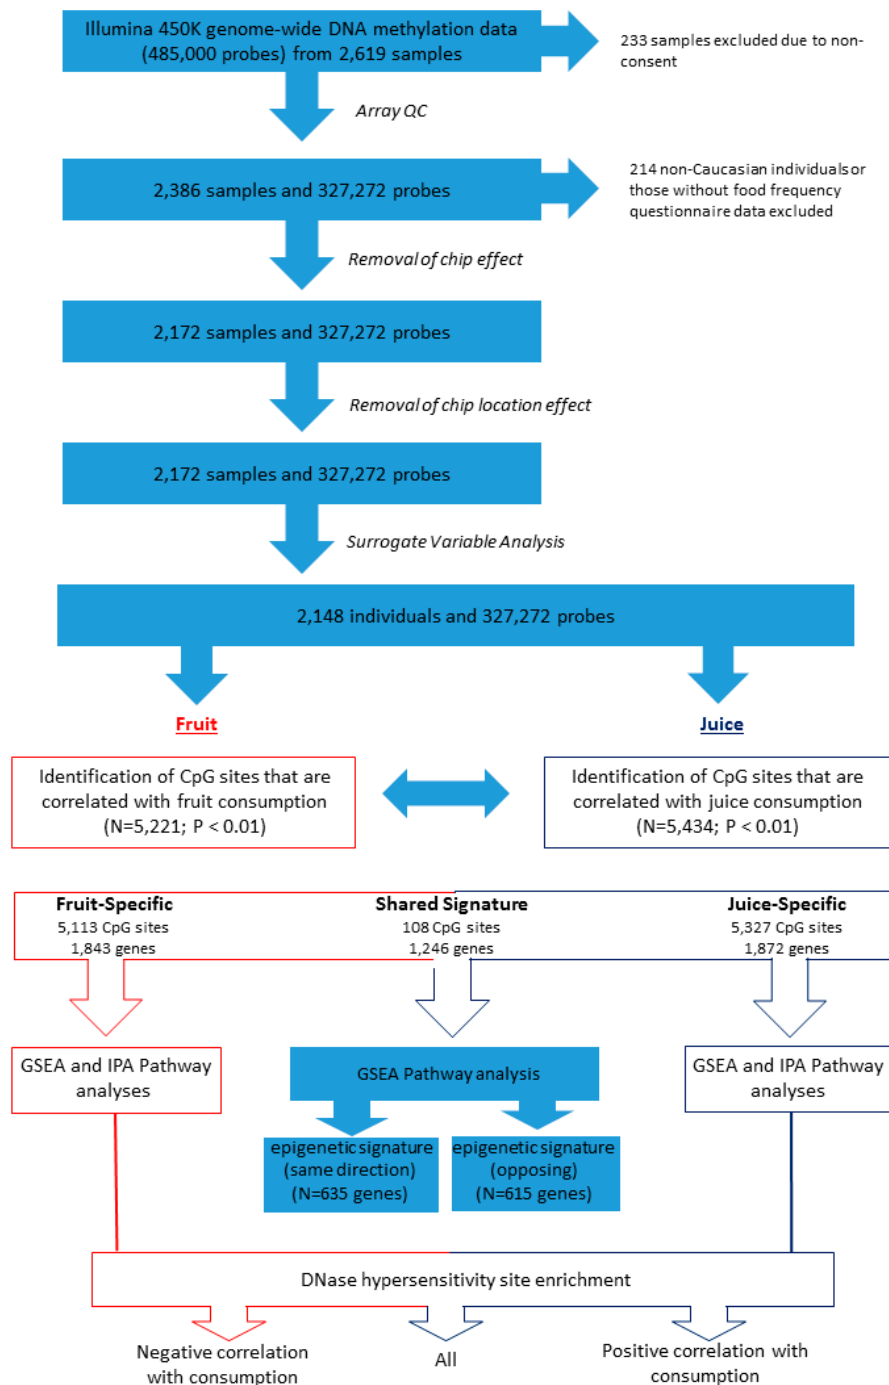 Illumina 450K genome-wide DNA methylation data
(485,000 probes) from 2,619 samples
233 samples excluded due to non-
consent
Array QC
2,386 samples and 327,272 probes
214 non-Caucasian individuals or
those without food frequency
questionnaire data excluded
Removal of chip effect
2,172 samples and 327,272 probes
Removal of chip location effect
2,172 samples and 327,272 probes
Surrogate Variable Analysis
2,148 individuals and 327,272 probes
Fruit
Juice
Identification of CpG sites that are
correlated with fruit consumption
(N=5,221; P < 0.01)
Identification of CpG sites that are
correlated with juice consumption
(N=5,434; P < 0.01)
Fruit-Specific
5,113 CpG sites
1,843 genes
Shared Signature
108 CpG sites
1,246 genes
Juice-Specific
5,327 CpG sites
1,872 genes
GSEA and IPA Pathway
analyses
GSEA Pathway analysis
GSEA and IPA Pathway
analyses
epigenetic signature
(same direction)
(N=635 genes)
epigenetic signature
(opposing)
(N=615 genes)
DNase hypersensitivity site enrichment
Negative correlation
with consumption
All
Positive correlation with
consumption